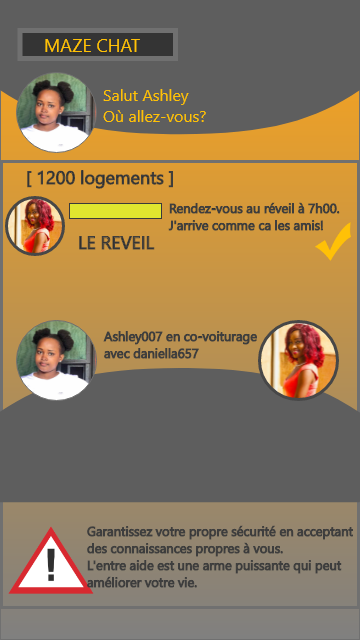 MAZE CHAT
Salut Ashley
Où allez-vous?
[ 1200 logements ]
Rendez-vous au réveil à 7h00.
J'arrive comme ca les amis!
LE REVEIL
Ashley007 en co-voiturage
avec daniella657
Garantissez votre propre sécurité en acceptant
des connaissances propres à vous.
L'entre aide est une arme puissante qui peut
améliorer votre vie.